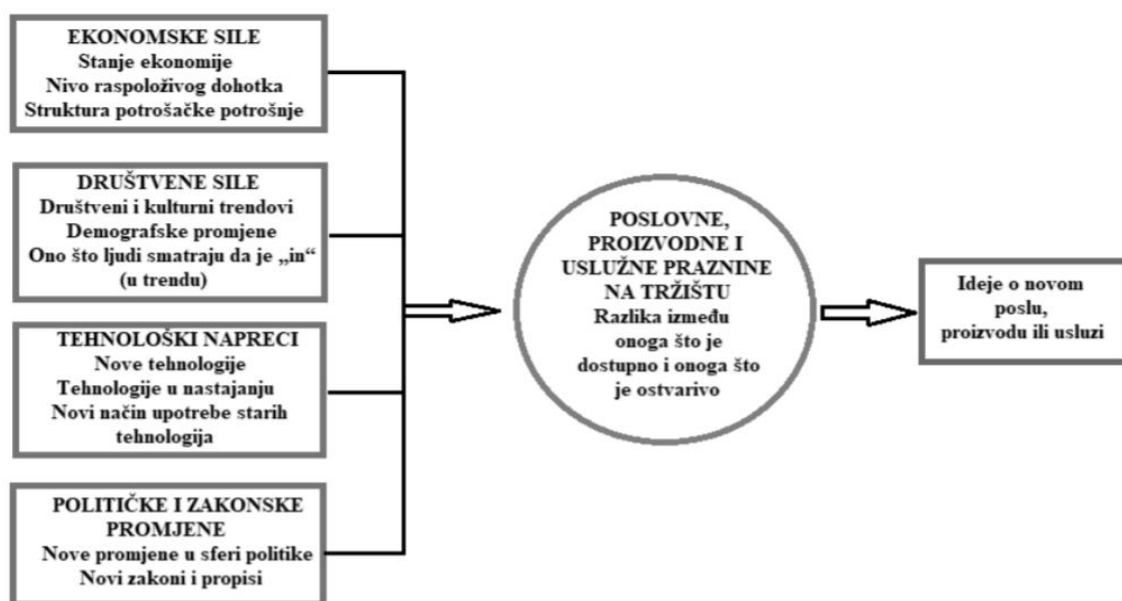 EKONOMSKE SILE
Stanje ekonomije
Nivo raspoloživog dohotka
Struktura potrošačke potrošnje
DRUŠTVENE SILE
Društveni i kulturni trendovi
Demografske promjene
Ono što ljudi smatraju da je „in“
(u trendu)
TEHNOLOŠKI NAPRECI
Nove tehnologije
Tehnologije u nastajanju
Novi način upotrebe starih
tehnologija
POLITIČKE I ZAKONSKE
PROMJENE
Nove promjene u sferi politike
Novi zakoni i propisi
POSLOVNE,
PROIZVODNE I
USLUŽNE PRAZNINE
NA TRŽIŠTU
Razlika između
onoga što je
dostupno i onoga što
je ostvarivo
Ideje o novom
poslu,
proizvodu ili usluzi